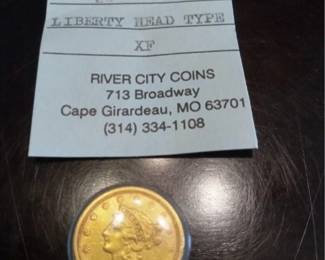 LIBERTY HEAD TYPE
XF
RIVER CITY COINS
713 Broadway
Cape Girardeau, MO 63701
(314) 334-1108